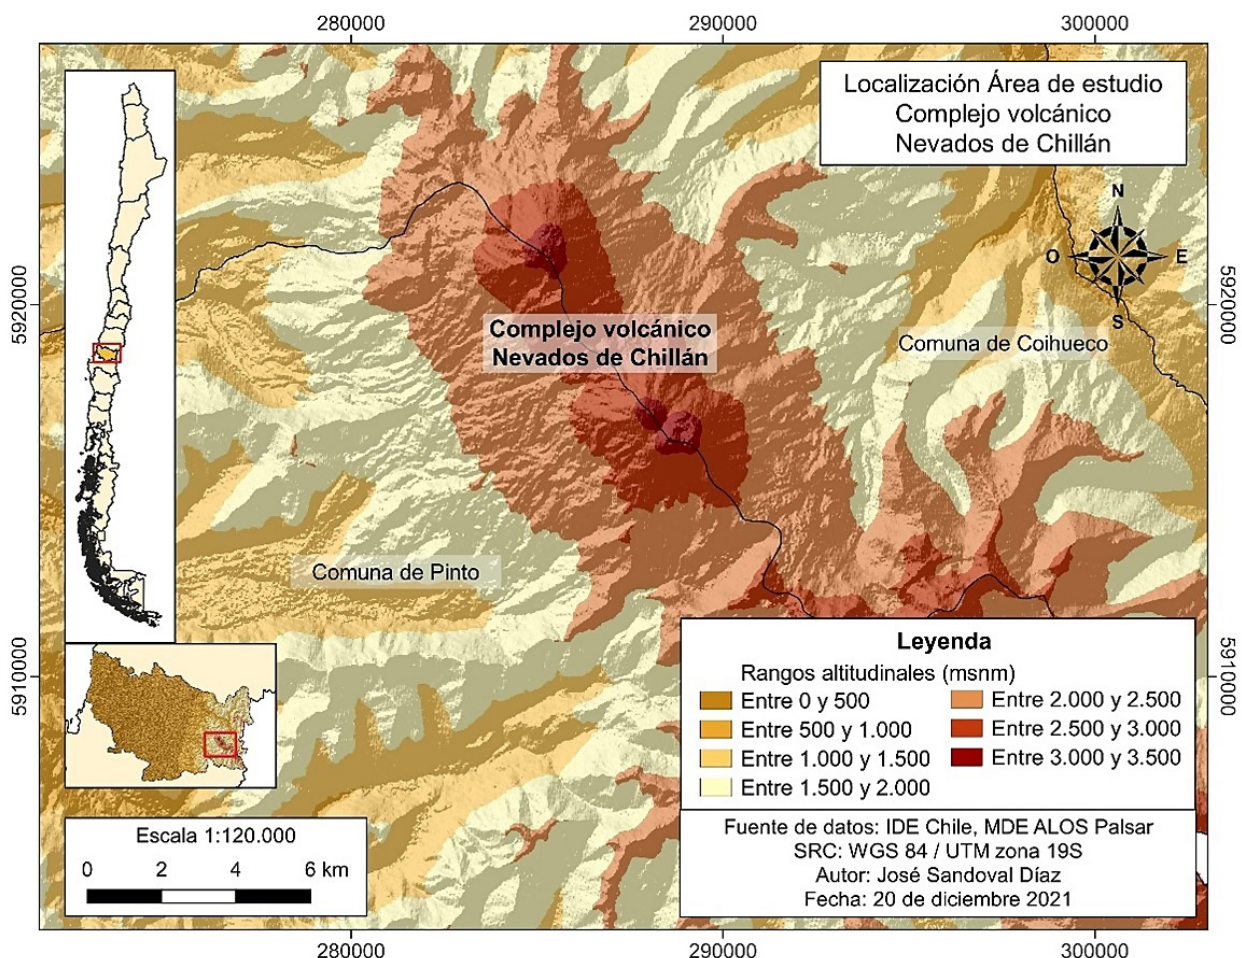 280000
290000
300000
Localización Área de estudio
Complejo volcánico
Nevados de Chillán
N
O
E
S
5920000
5920000
Complejo volcánico
Nevados de Chillán
Comuna de Coihueco
Comuna de Pinto
5910000
5910000
Leyenda
Rangos altitudinales (msnm)
Entre 0 y 500
Entre 500 y 1.000
Entre 1.000 y 1.500
Entre 1.500 y 2.000
Entre 2.000 y 2.500
Entre 2.500 y 3.000
Entre 3.000 y 3.500
Escala 1:120.000
0 2 4 6 km
Fuente de datos: IDE Chile, MDE ALOS Palsar
SRC: WGS 84 / UTM zona 19S
Autor: José Sandoval Díaz
Fecha: 20 de diciembre 2021
280000
290000
300000